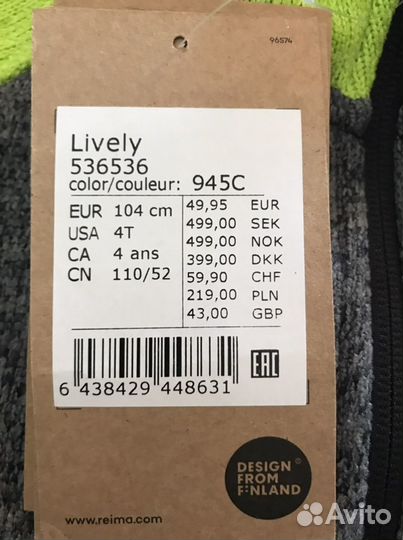 96574
Lively
536536
color/couleur: 945C
EUR 104 cm
USA 4T
CA 4 ans
CN 110/52
49,95 EUR
499,00 SEK
499,00 NOK
399,00 DKK
59,90 CHF
219,00 PLN
43,00 GBP
6 438429 448631
EAC
DESIGN
FROM
FINLAND
www.reima.com
Avito